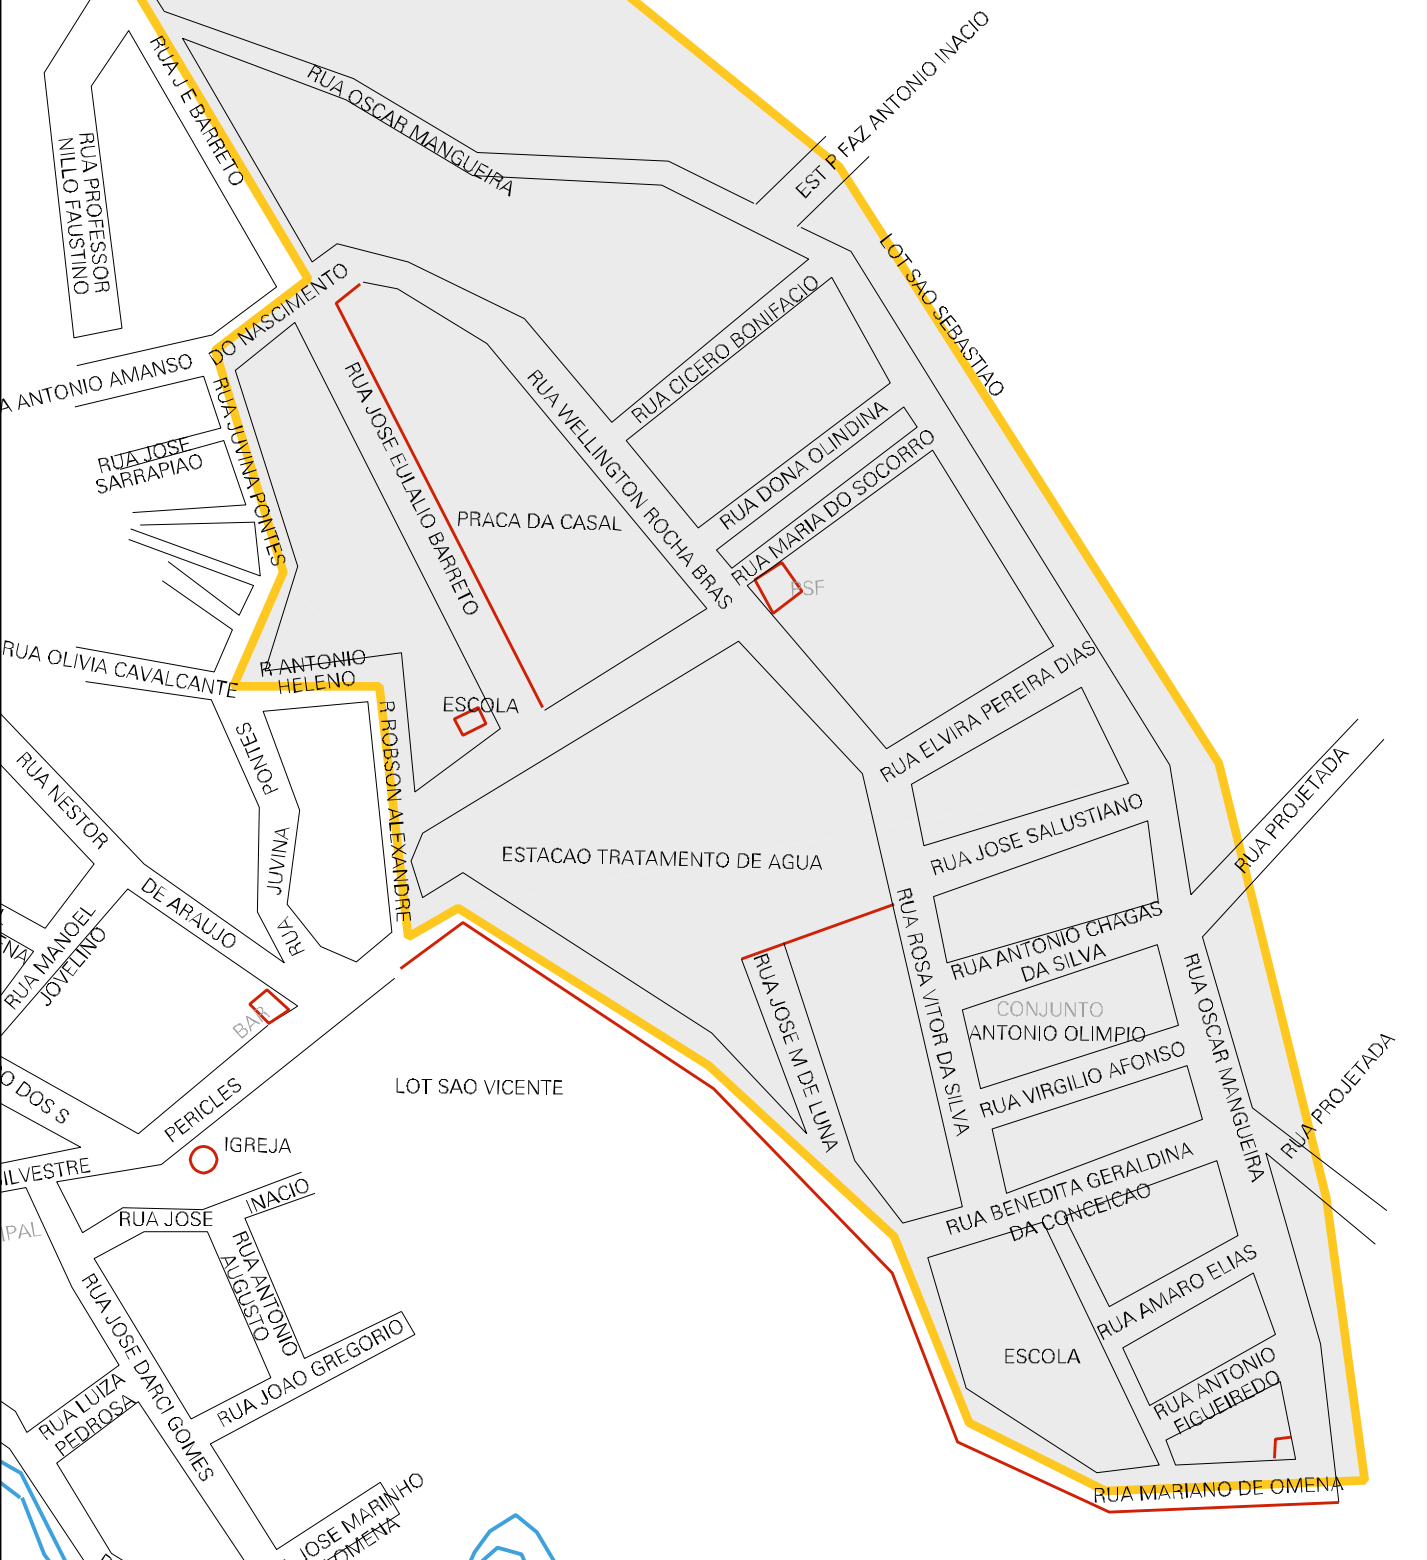 RUA J E BARRETO
RUA OSCAR MANGUEIRA
EST P FAZ ANTONIO INACIO
RUA PROFESSOR
NILLO FAUSTINO
LOT SAO SEBASTIAO
DO NASCIMENTO
A ANTONIO AMANSO
RUA CICERO BONIFACIO
RUA JUVINA PONTES
RUA JOSE EULALIO BARRETO
RUA WELLINGTON ROCHA BRAS
RUA DONA OLINDINA
RUA MARIA DO SOCORRO
RUA JOSE
SARRAPIAO
PRACA DA CASAL
PSF
RUA OLIVIA CAVALCANTE
R ANTONIO
HELENO
ESCOLA
RUA ELVIRA PEREIRA DIAS
R ROBSON ALEXANDRE
RUA JUVINA PONTES
RUA NESTOR
DE ARAUJO
RUA JOSE SALUSTIANO
RUA PROJETADA
ESTACAO TRATAMENTO DE AGUA
RUA MANOEL
JOVELINO
ENA
RUA ROSA VITOR DA SILVA
RUA ANTONIO CHAGAS
DA SILVA
RUA JOSE M DE LUNA
RUA OSCAR MANGUEIRA
CONJUNTO
ANTONIO OLIMPIO
BAR
RUA VIRGILIO AFONSO
RUA PROJETADA
O DOS S
PERICLES
LOT SAO VICENTE
IGREJA
ILVESTRE
RUA BENEDITA GERALDINA
DA CONCEICAO
INACIO
RUA JOSE
IPAL
RUA ANTONIO
AUGUSTO
RUA JOSE DARCI GOMES
RUA AMARO ELIAS
RUA JOAO GREGORIO
ESCOLA
RUA ANTONIO
FIGUEIREDO
RUA LUIZA
PEDROSA
RUA MARIANO DE OMENA
JOSE MARINHO
OMENA